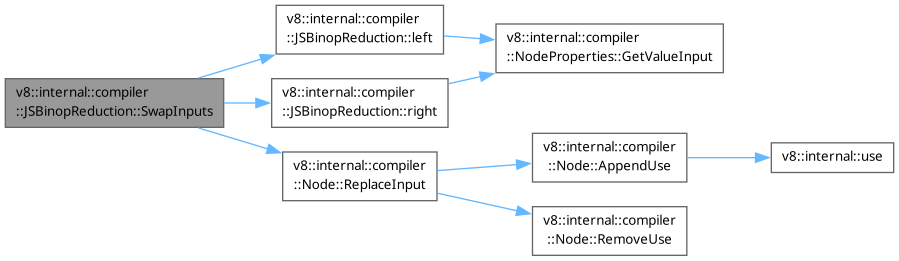 v8::internal::compiler
::JSBinopReduction::SwapInputs
v8::internal::compiler
::JSBinopReduction::left
v8::internal::compiler
::JSBinopReduction::right
v8::internal::compiler
::Node::ReplaceInput
v8::internal::compiler
::NodeProperties::GetValueInput
v8::internal::compiler
::Node::AppendUse
v8::internal::compiler
::Node::RemoveUse
v8::internal::use